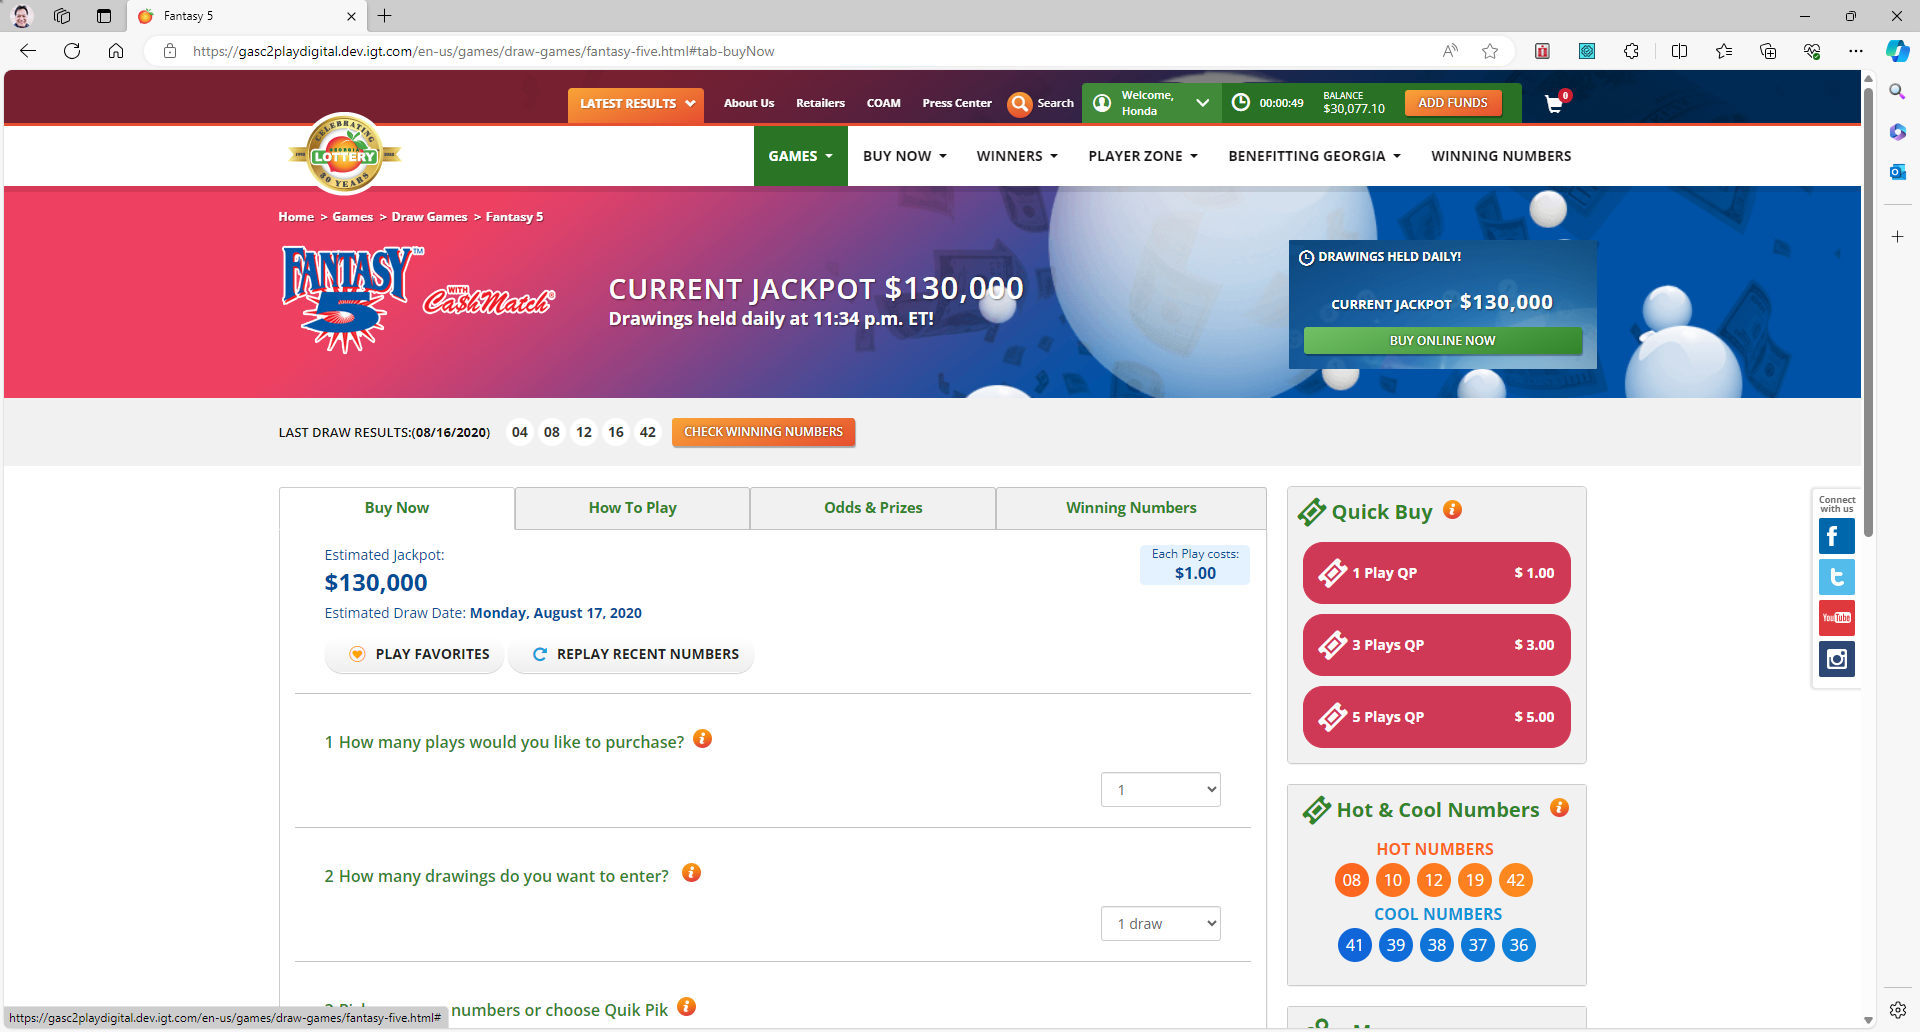 Fantasy 5
https://gasc2playdigital.dev.igt.com/en-us/games/draw-games/fantasy-five.html#tab-buyNow
LATEST RESULTS
About Us
Retailers
COAM
Press Center
Search
Welcome,
Honda
00:00:49
BALANCE
$30,077.10
ADD FUNDS
0
CELEBRATING
GEORGIA
LOTTERY
30 YEARS
GAMES
BUY NOW
WINNERS
PLAYER ZONE
BENEFITTING GEORGIA
WINNING NUMBERS
Home > Games > Draw Games > Fantasy 5
FANTASY™
5
WITH
Ca$hMatch®
CURRENT JACKPOT $130,000
Drawings held daily at 11:34 p.m. ET!
DRAWINGS HELD DAILY!
CURRENT JACKPOT $130,000
BUY ONLINE NOW
LAST DRAW RESULTS:(08/16/2020) 04 08 12 16 42
CHECK WINNING NUMBERS
Buy Now
How To Play
Odds & Prizes
Winning Numbers
Estimated Jackpot:
$130,000
Estimated Draw Date: Monday, August 17, 2020
Each Play costs:
$1.00
PLAY FAVORITES
REPLAY RECENT NUMBERS
1 How many plays would you like to purchase?
1
2 How many drawings do you want to enter?
1 draw
numbers or choose Quik Pik
Quick Buy
1 Play QP $ 1.00
3 Plays QP $ 3.00
5 Plays QP $ 5.00
Hot & Cool Numbers
HOT NUMBERS
08 10 12 19 42
COOL NUMBERS
41 39 38 37 36
Connect
with us
YouTube
https://gasc2playdigital.dev.igt.com/en-us/games/draw-games/fantasy-five.html#